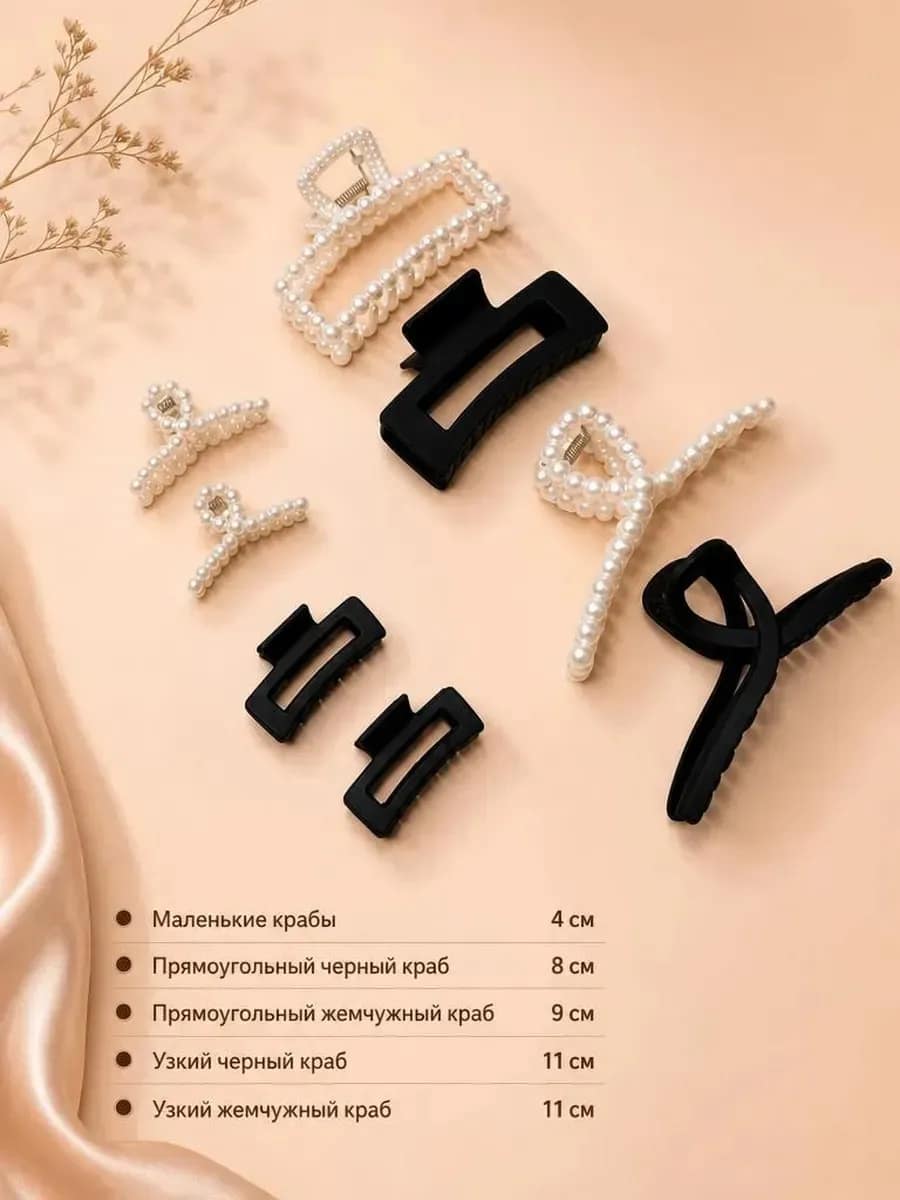 Маленькие крабы 4 см
Прямоугольный черный краб 8 см
Прямоугольный жемчужный краб 9 см
Узкий черный краб 11 см
Узкий жемчужный краб 11 см